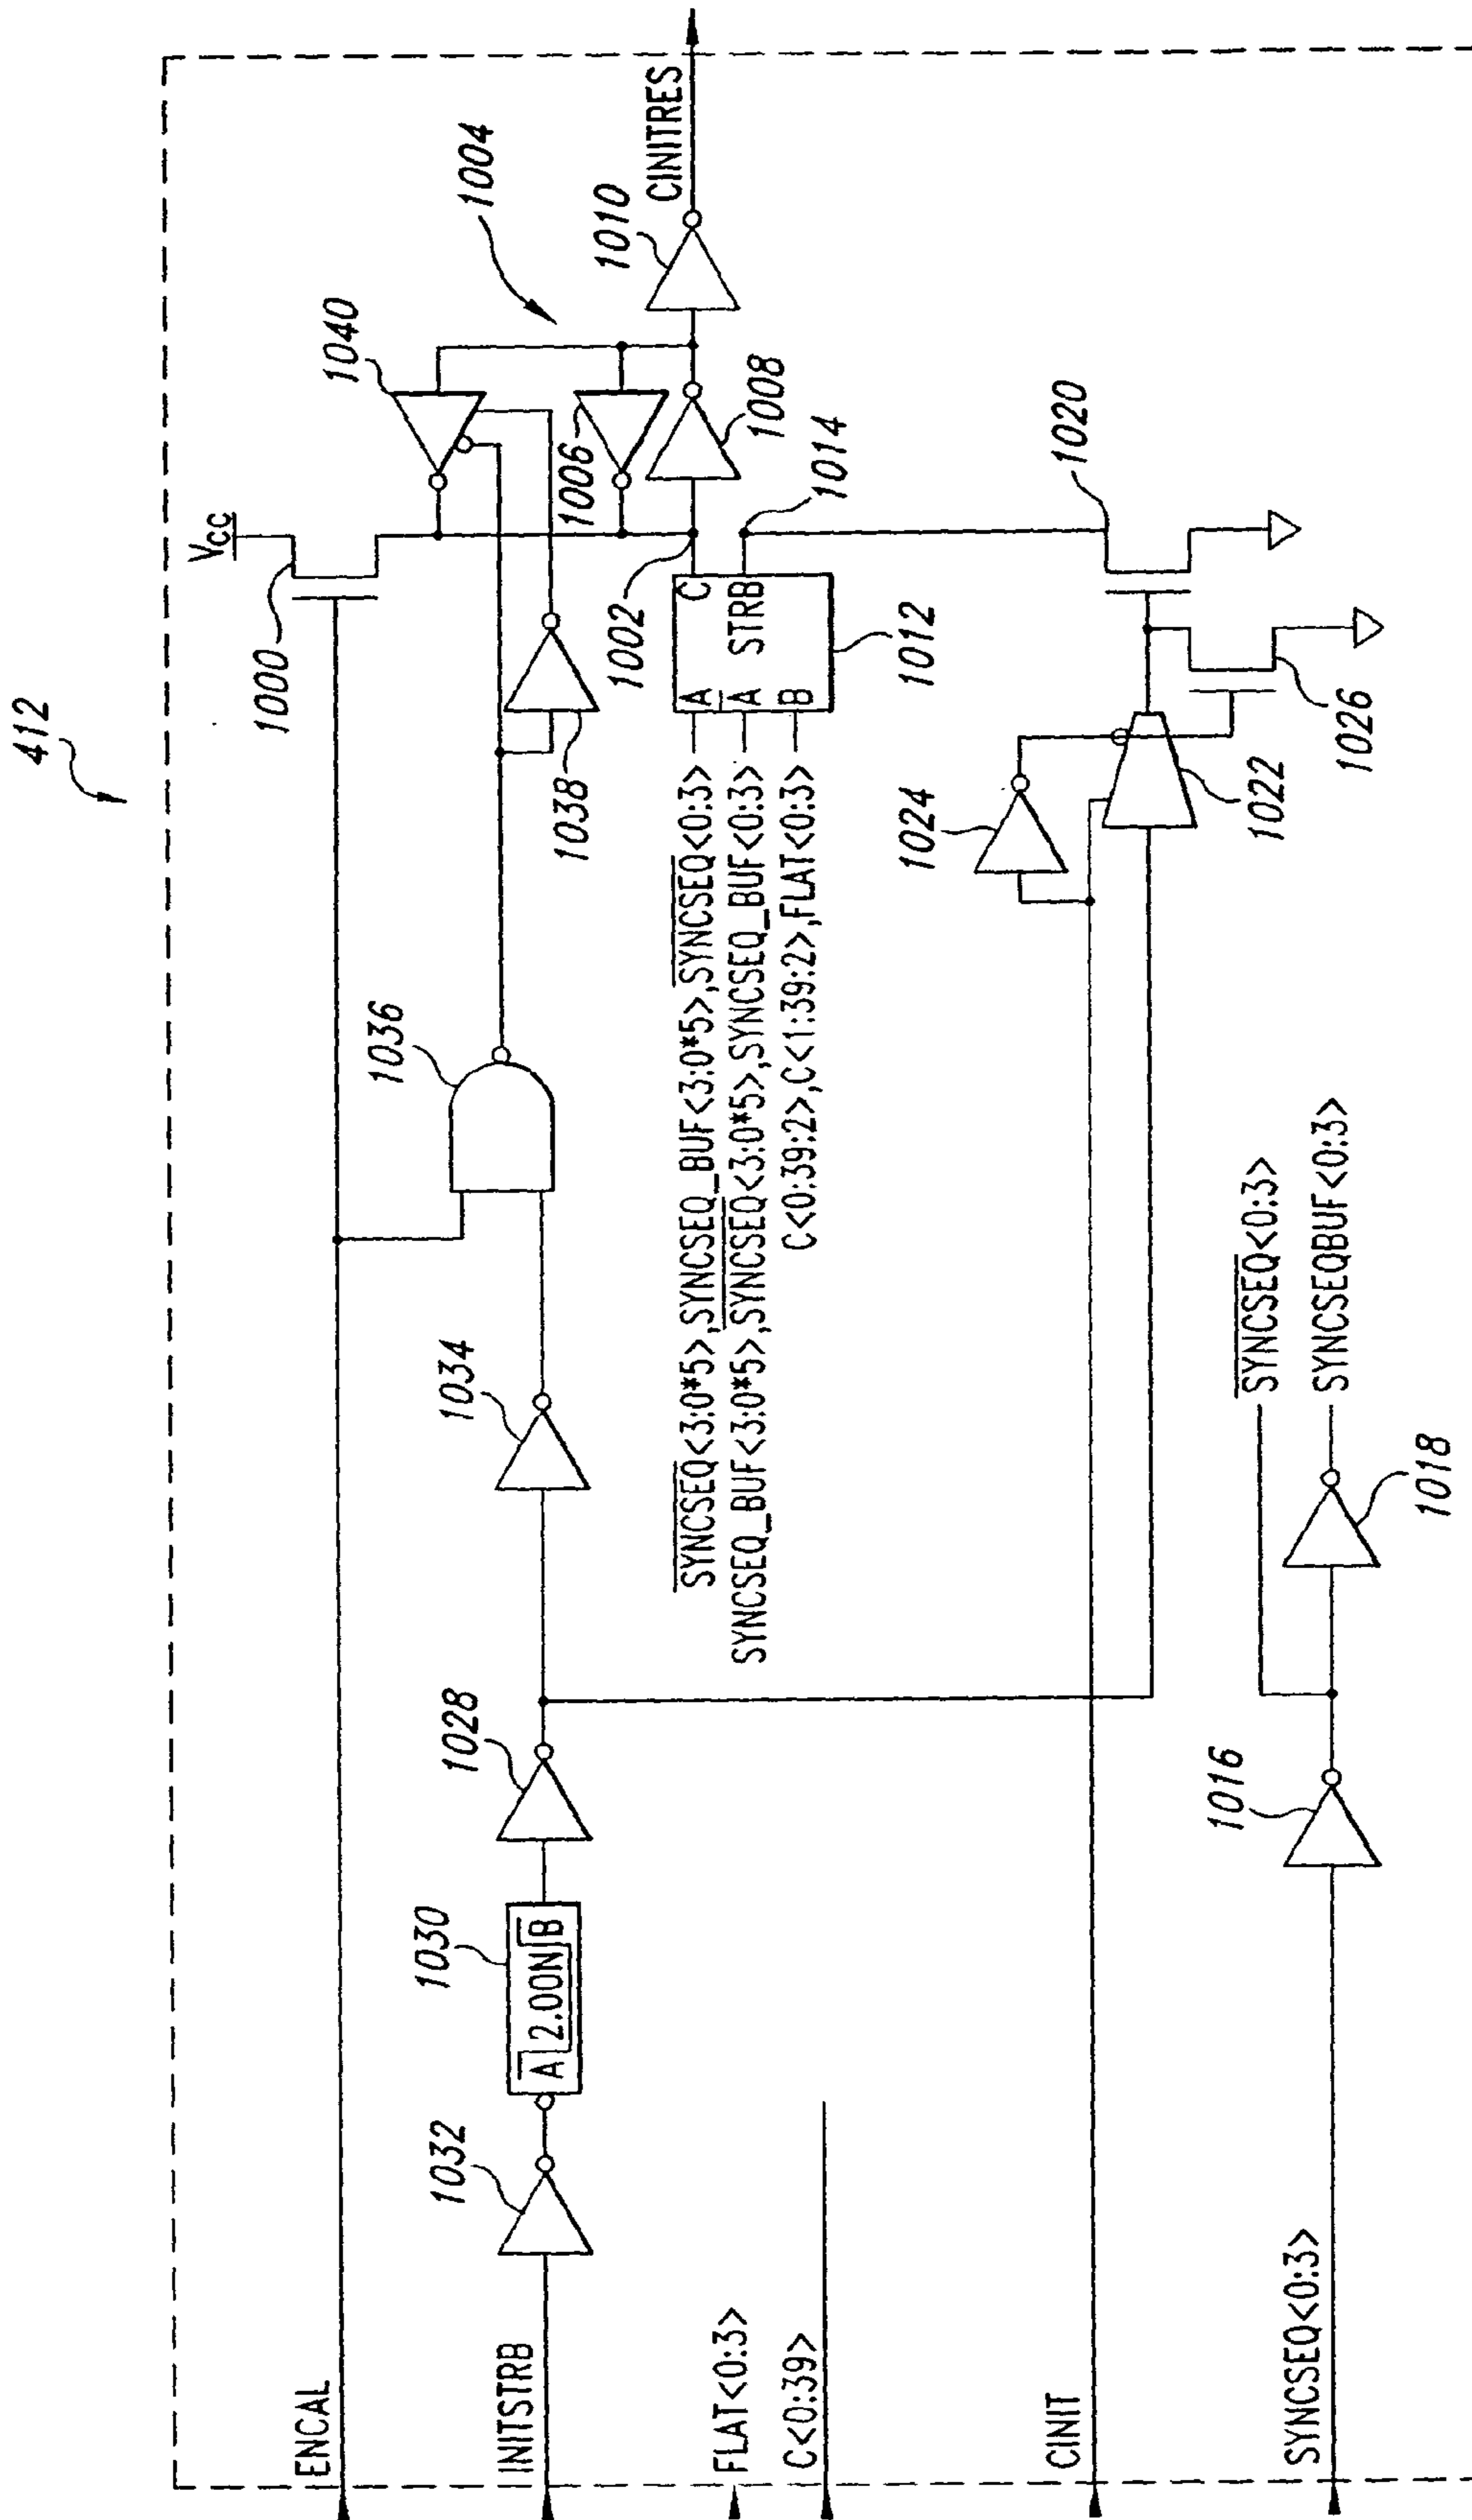 412
ENCAL
INITSTRB
FLAT<0:3>
C<0:39>
CINIT
SYNCSEQ<0:3>
1032
1030
A 2.00N B
1028
1034
1036
1038
1000
VCC
1040
1004
1006
1008
1010
CINITRES
1002
A C
A STRB
B
1012
1014
SYNCSEQ<3:0*5>,SYNCSEQ_BUF<3:0*5>,SYNCSEQ<0:3>
SYNCSEQ_BUF<3:0*5>,SYNCSEQ<3:0*5>,SYNCSEQ_BUF<0:3>
C<0:39:2>,C<1:39:2>,FLAT<0:3>
1024
1022
1026
1020
1016
1018
SYNCSEQ<0:3>
SYNCSEQBUF<0:3>